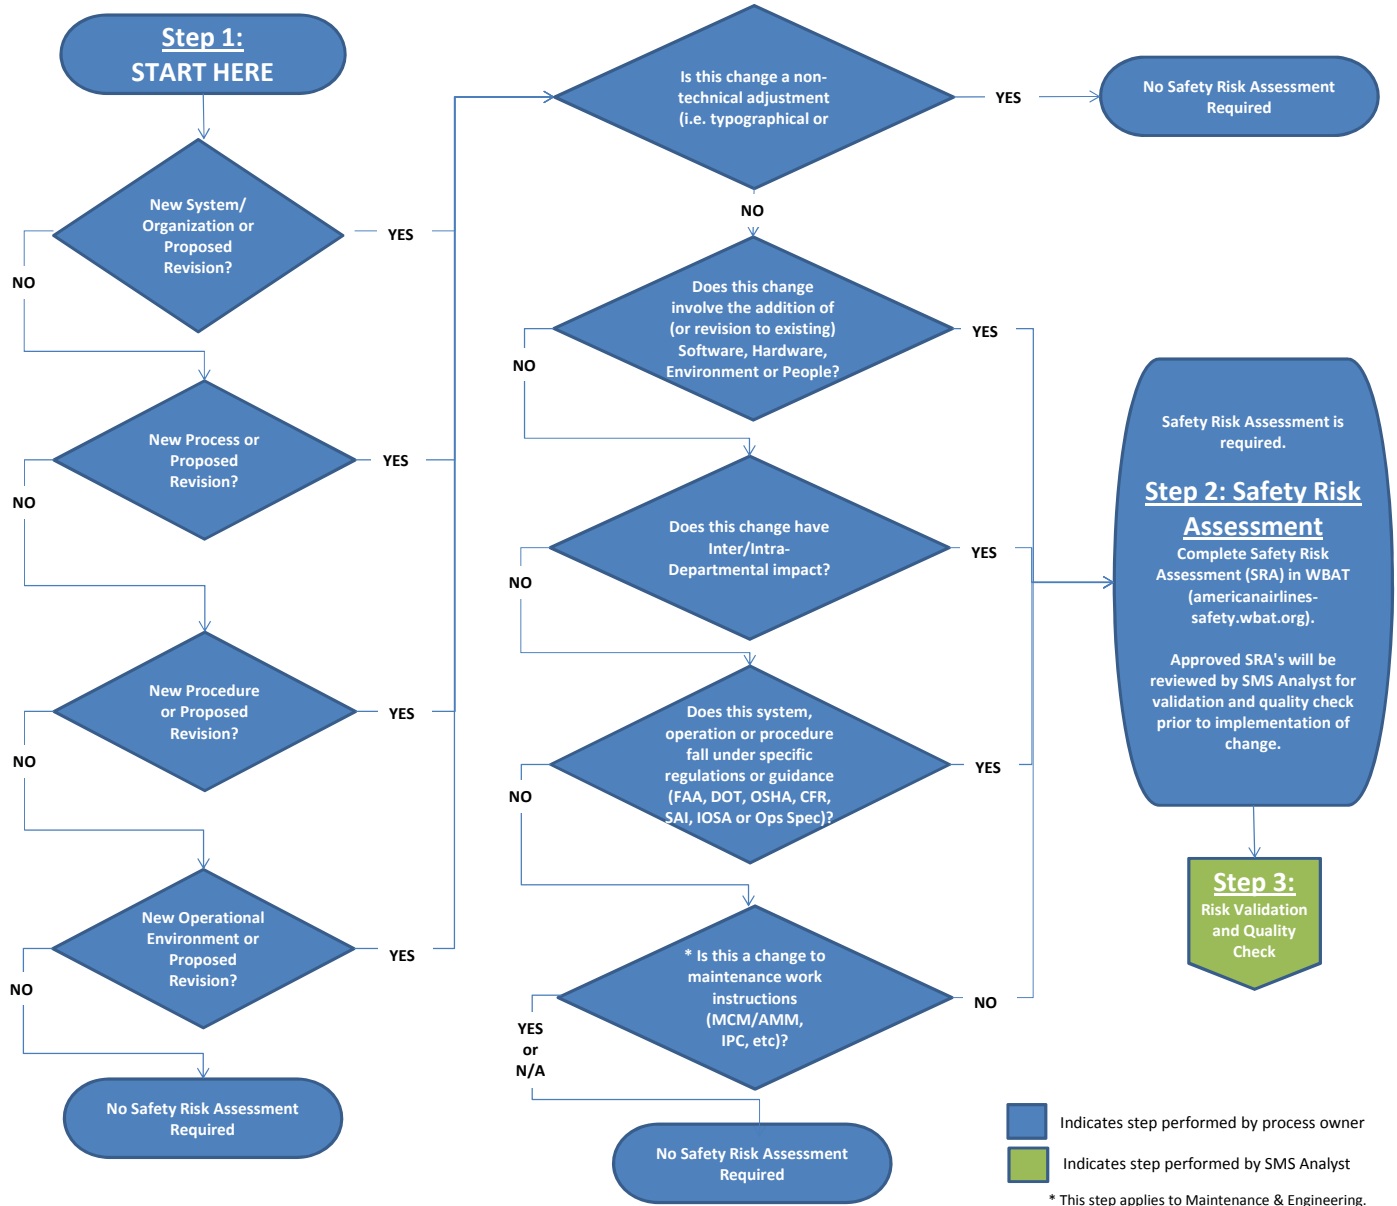 Step 1:
START HERE
New System/
Organization or
Proposed
Revision?
YES
NO
New Process or
Proposed
Revision?
YES
NO
New Procedure
or Proposed
Revision?
YES
NO
New Operational
Environment or
Proposed
Revision?
YES
NO
No Safety Risk Assessment
Required
Is this change a non-
technical adjustment
(i.e. typographical or
YES
No Safety Risk Assessment
Required
NO
Does this change
involve the addition of
(or revision to existing)
Software, Hardware,
Environment or People?
YES
NO
Does this change have
Inter/Intra-
Departmental impact?
YES
NO
Does this system,
operation or procedure
fall under specific
regulations or guidance
(FAA, DOT, OSHA, CFR,
SAI, IOSA or Ops Spec)?
YES
NO
* Is this a change to
maintenance work
instructions
(MCM/AMM,
IPC, etc)?
NO
YES
or
N/A
No Safety Risk Assessment
Required
Safety Risk Assessment is
required.
Step 2: Safety Risk
Assessment
Complete Safety Risk
Assessment (SRA) in WBAT
(americanairlines-
safety.wbat.org).
Approved SRA's will be
reviewed by SMS Analyst for
validation and quality check
prior to implementation of
change.
Step 3:
Risk Validation
and Quality
Check
Indicates step performed by process owner
Indicates step performed by SMS Analyst
* This step applies to Maintenance & Engineering.